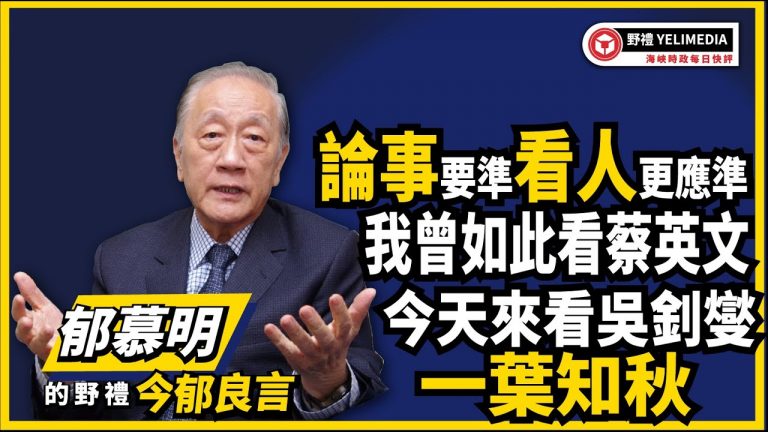 野禮 YELIMEDIA
海峽時政每日快評
論事要準看人更應準
我曾如此看蔡英文
今天來看吳釗燮
一葉知秋
郁慕明
的野禮今郁良言